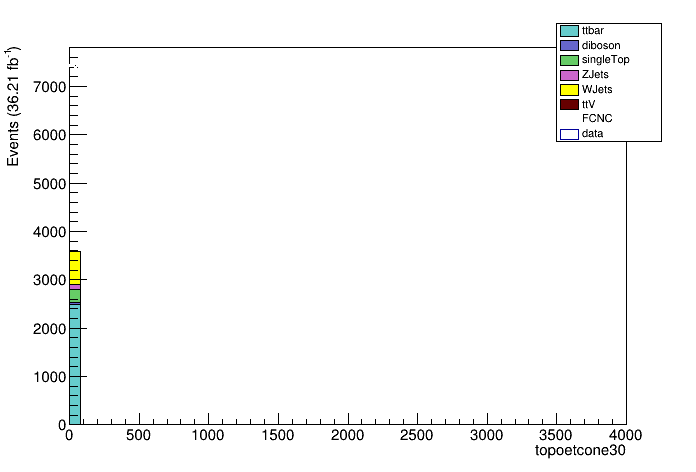 ttbar
diboson
singleTop
ZJets
WJets
ttV
FCNC
data
Events (36.21 fb-1)
7000
6000
5000
4000
3000
2000
1000
0
0 500 1000 1500 2000 2500 3000 3500 4000
topoetcone30